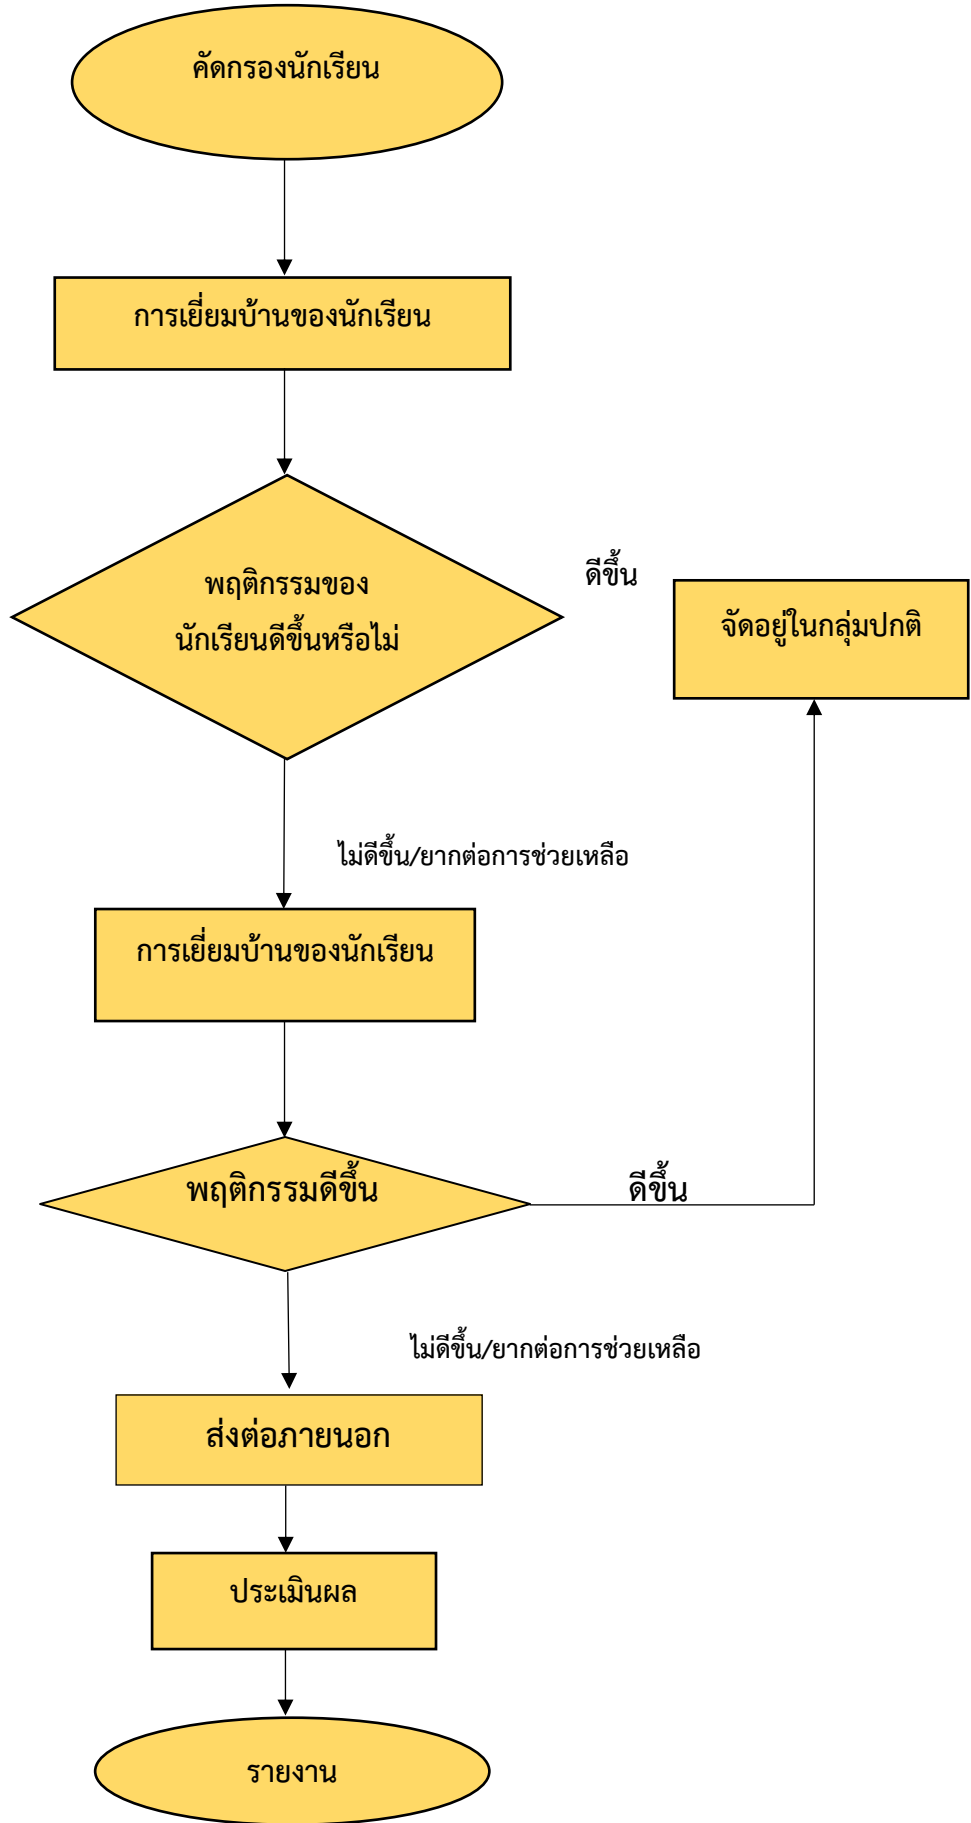 คัดกรองนักเรียน
การเยี่ยมบ้านของนักเรียน
พฤติกรรมของ
นักเรียนดีขึ้นหรือไม่
ดีขึ้น
จัดอยู่ในกลุ่มปกติ
ไม่ดีขึ้น/ยากต่อการช่วยเหลือ
การเยี่ยมบ้านของนักเรียน
พฤติกรรมดีขึ้น
ดีขึ้น
ไม่ดีขึ้น/ยากต่อการช่วยเหลือ
ส่งต่อภายนอก
ประเมินผล
รายงาน